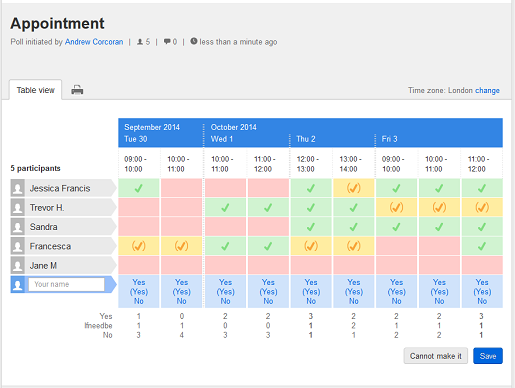 Appointment
Poll initiated by Andrew Corcoran | 5 | 0 | less than a minute ago
Table view
Time zone: London change
September 2014 October 2014
Tue 30 Wed 1 Thu 2 Fri 3
5 participants
09:00 - 10:00 - 10:00 - 11:00 - 12:00 - 13:00 - 09:00 - 10:00 - 11:00 -
10:00 11:00 11:00 12:00 13:00 14:00 10:00 11:00 12:00
Jessica Francis ✓ ✓ (✓) ✓ ✓ ✓
Trevor H. ✓ ✓ ✓ ✓ (✓) (✓) (✓)
Sandra ✓ ✓ ✓ ✓ ✓
Francesca (✓) (✓) ✓ ✓ (✓) (✓) ✓
Jane M
Your name
Yes Yes Yes Yes Yes Yes Yes Yes Yes
(Yes) (Yes) (Yes) (Yes) (Yes) (Yes) (Yes) (Yes) (Yes)
No No No No No No No No No
Yes 1 0 2 2 3 2 2 2 3
Ifneedbe 1 1 0 0 1 2 1 1 1
No 3 4 3 3 1 1 2 2 1
Cannot make it Save